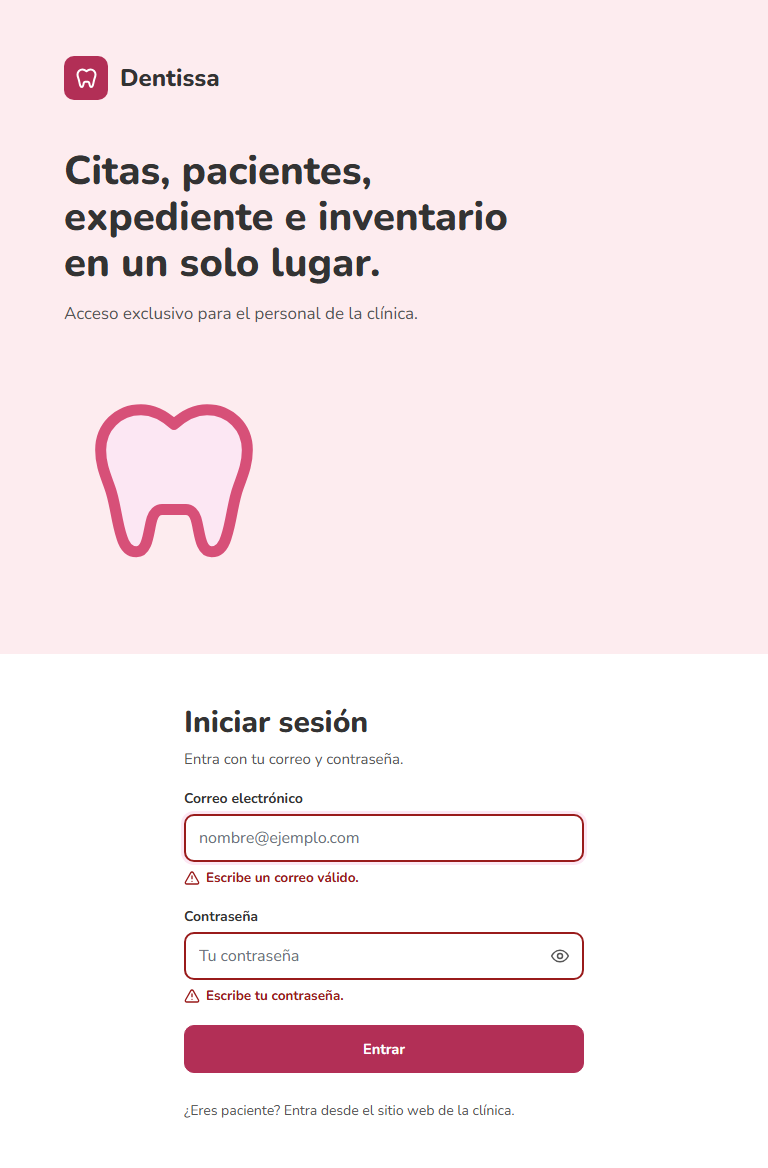 Dentissa
Citas, pacientes,
expediente e inventario
en un solo lugar.
Acceso exclusivo para el personal de la clínica.
Iniciar sesión
Entra con tu correo y contraseña.
Correo electrónico
nombre@ejemplo.com
Escribe un correo válido.
Contraseña
Tu contraseña
Escribe tu contraseña.
Entrar
¿Eres paciente? Entra desde el sitio web de la clínica.